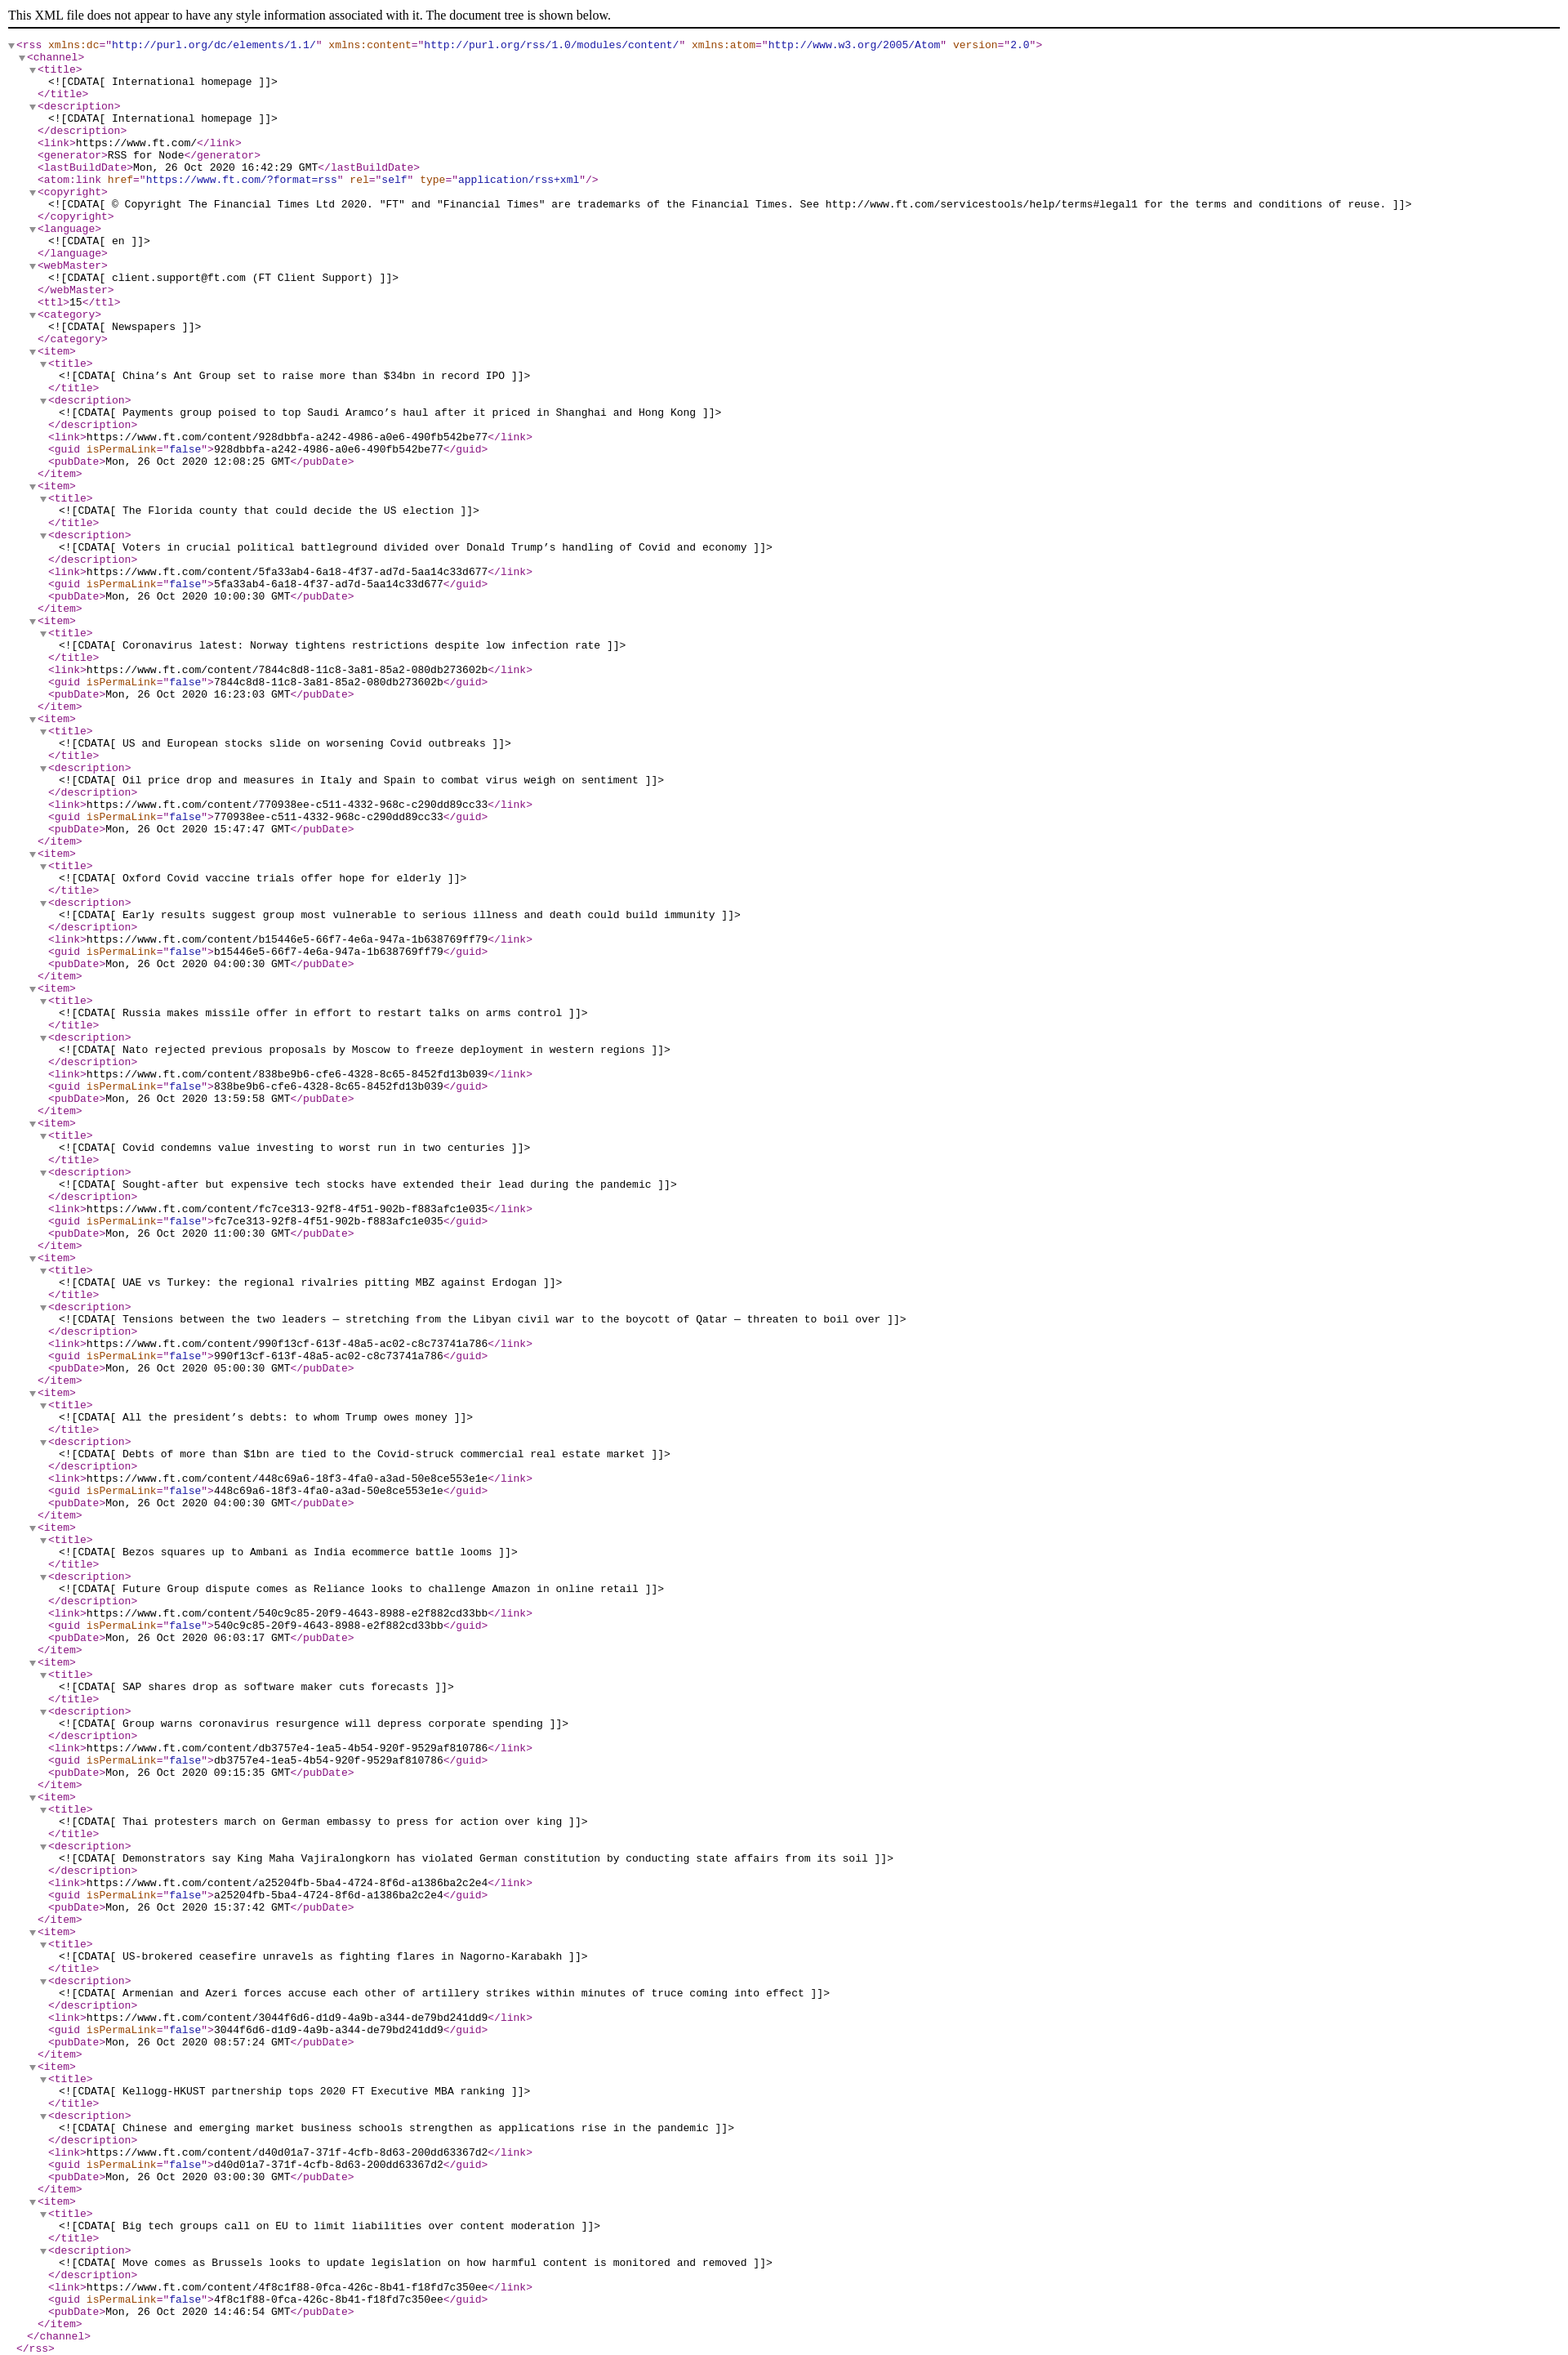 This XML file does not appear to have any style information associated with it. The document tree is shown below.
<rss xmlns:dc="http://purl.org/dc/elements/1.1/" xmlns:content="http://purl.org/rss/1.0/modules/content/" xmlns:atom="http://www.w3.org/2005/Atom" version="2.0">
<channel>
<title>
<![CDATA[ International homepage ]]>
</title>
<description>
<![CDATA[ International homepage ]]>
</description>
<link>https://www.ft.com/</link>
<generator>RSS for Node</generator>
<lastBuildDate>Mon, 26 Oct 2020 16:42:29 GMT</lastBuildDate>
<atom:link href="https://www.ft.com/?format=rss" rel="self" type="application/rss+xml"/>
<copyright>
<![CDATA[ © Copyright The Financial Times Ltd 2020. "FT" and "Financial Times" are trademarks of the Financial Times. See http://www.ft.com/servicestools/help/terms#legal1 for the terms and conditions of reuse. ]]>
</copyright>
<language>
<![CDATA[ en ]]>
</language>
<webMaster>
<![CDATA[ client.support@ft.com (FT Client Support) ]]>
</webMaster>
<ttl>15</ttl>
<category>
<![CDATA[ Newspapers ]]>
</category>
<item>
<title>
<![CDATA[ China’s Ant Group set to raise more than $34bn in record IPO ]]>
</title>
<description>
<![CDATA[ Payments group poised to top Saudi Aramco’s haul after it priced in Shanghai and Hong Kong ]]>
</description>
<link>https://www.ft.com/content/928dbbfa-a242-4986-a0e6-490fb542be77</link>
<guid isPermaLink="false">928dbbfa-a242-4986-a0e6-490fb542be77</guid>
<pubDate>Mon, 26 Oct 2020 12:08:25 GMT</pubDate>
</item>
<item>
<title>
<![CDATA[ The Florida county that could decide the US election ]]>
</title>
<description>
<![CDATA[ Voters in crucial political battleground divided over Donald Trump’s handling of Covid and economy ]]>
</description>
<link>https://www.ft.com/content/5fa33ab4-6a18-4f37-ad7d-5aa14c33d677</link>
<guid isPermaLink="false">5fa33ab4-6a18-4f37-ad7d-5aa14c33d677</guid>
<pubDate>Mon, 26 Oct 2020 10:00:30 GMT</pubDate>
</item>
<item>
<title>
<![CDATA[ Coronavirus latest: Norway tightens restrictions despite low infection rate ]]>
</title>
<link>https://www.ft.com/content/7844c8d8-11c8-3a81-85a2-080db273602b</link>
<guid isPermaLink="false">7844c8d8-11c8-3a81-85a2-080db273602b</guid>
<pubDate>Mon, 26 Oct 2020 16:23:03 GMT</pubDate>
</item>
<item>
<title>
<![CDATA[ US and European stocks slide on worsening Covid outbreaks ]]>
</title>
<description>
<![CDATA[ Oil price drop and measures in Italy and Spain to combat virus weigh on sentiment ]]>
</description>
<link>https://www.ft.com/content/770938ee-c511-4332-968c-c290dd89cc33</link>
<guid isPermaLink="false">770938ee-c511-4332-968c-c290dd89cc33</guid>
<pubDate>Mon, 26 Oct 2020 15:47:47 GMT</pubDate>
</item>
<item>
<title>
<![CDATA[ Oxford Covid vaccine trials offer hope for elderly ]]>
</title>
<description>
<![CDATA[ Early results suggest group most vulnerable to serious illness and death could build immunity ]]>
</description>
<link>https://www.ft.com/content/b15446e5-66f7-4e6a-947a-1b638769ff79</link>
<guid isPermaLink="false">b15446e5-66f7-4e6a-947a-1b638769ff79</guid>
<pubDate>Mon, 26 Oct 2020 04:00:30 GMT</pubDate>
</item>
<item>
<title>
<![CDATA[ Russia makes missile offer in effort to restart talks on arms control ]]>
</title>
<description>
<![CDATA[ Nato rejected previous proposals by Moscow to freeze deployment in western regions ]]>
</description>
<link>https://www.ft.com/content/838be9b6-cfe6-4328-8c65-8452fd13b039</link>
<guid isPermaLink="false">838be9b6-cfe6-4328-8c65-8452fd13b039</guid>
<pubDate>Mon, 26 Oct 2020 13:59:58 GMT</pubDate>
</item>
<item>
<title>
<![CDATA[ Covid condemns value investing to worst run in two centuries ]]>
</title>
<description>
<![CDATA[ Sought-after but expensive tech stocks have extended their lead during the pandemic ]]>
</description>
<link>https://www.ft.com/content/fc7ce313-92f8-4f51-902b-f883afc1e035</link>
<guid isPermaLink="false">fc7ce313-92f8-4f51-902b-f883afc1e035</guid>
<pubDate>Mon, 26 Oct 2020 11:00:30 GMT</pubDate>
</item>
<item>
<title>
<![CDATA[ UAE vs Turkey: the regional rivalries pitting MBZ against Erdogan ]]>
</title>
<description>
<![CDATA[ Tensions between the two leaders — stretching from the Libyan civil war to the boycott of Qatar — threaten to boil over ]]>
</description>
<link>https://www.ft.com/content/990f13cf-613f-48a5-ac02-c8c73741a786</link>
<guid isPermaLink="false">990f13cf-613f-48a5-ac02-c8c73741a786</guid>
<pubDate>Mon, 26 Oct 2020 05:00:30 GMT</pubDate>
</item>
<item>
<title>
<![CDATA[ All the president’s debts: to whom Trump owes money ]]>
</title>
<description>
<![CDATA[ Debts of more than $1bn are tied to the Covid-struck commercial real estate market ]]>
</description>
<link>https://www.ft.com/content/448c69a6-18f3-4fa0-a3ad-50e8ce553e1e</link>
<guid isPermaLink="false">448c69a6-18f3-4fa0-a3ad-50e8ce553e1e</guid>
<pubDate>Mon, 26 Oct 2020 04:00:30 GMT</pubDate>
</item>
<item>
<title>
<![CDATA[ Bezos squares up to Ambani as India ecommerce battle looms ]]>
</title>
<description>
<![CDATA[ Future Group dispute comes as Reliance looks to challenge Amazon in online retail ]]>
</description>
<link>https://www.ft.com/content/540c9c85-20f9-4643-8988-e2f882cd33bb</link>
<guid isPermaLink="false">540c9c85-20f9-4643-8988-e2f882cd33bb</guid>
<pubDate>Mon, 26 Oct 2020 06:03:17 GMT</pubDate>
</item>
<item>
<title>
<![CDATA[ SAP shares drop as software maker cuts forecasts ]]>
</title>
<description>
<![CDATA[ Group warns coronavirus resurgence will depress corporate spending ]]>
</description>
<link>https://www.ft.com/content/db3757e4-1ea5-4b54-920f-9529af810786</link>
<guid isPermaLink="false">db3757e4-1ea5-4b54-920f-9529af810786</guid>
<pubDate>Mon, 26 Oct 2020 09:15:35 GMT</pubDate>
</item>
<item>
<title>
<![CDATA[ Thai protesters march on German embassy to press for action over king ]]>
</title>
<description>
<![CDATA[ Demonstrators say King Maha Vajiralongkorn has violated German constitution by conducting state affairs from its soil ]]>
</description>
<link>https://www.ft.com/content/a25204fb-5ba4-4724-8f6d-a1386ba2c2e4</link>
<guid isPermaLink="false">a25204fb-5ba4-4724-8f6d-a1386ba2c2e4</guid>
<pubDate>Mon, 26 Oct 2020 15:37:42 GMT</pubDate>
</item>
<item>
<title>
<![CDATA[ US-brokered ceasefire unravels as fighting flares in Nagorno-Karabakh ]]>
</title>
<description>
<![CDATA[ Armenian and Azeri forces accuse each other of artillery strikes within minutes of truce coming into effect ]]>
</description>
<link>https://www.ft.com/content/3044f6d6-d1d9-4a9b-a344-de79bd241dd9</link>
<guid isPermaLink="false">3044f6d6-d1d9-4a9b-a344-de79bd241dd9</guid>
<pubDate>Mon, 26 Oct 2020 08:57:24 GMT</pubDate>
</item>
<item>
<title>
<![CDATA[ Kellogg-HKUST partnership tops 2020 FT Executive MBA ranking ]]>
</title>
<description>
<![CDATA[ Chinese and emerging market business schools strengthen as applications rise in the pandemic ]]>
</description>
<link>https://www.ft.com/content/d40d01a7-371f-4cfb-8d63-200dd63367d2</link>
<guid isPermaLink="false">d40d01a7-371f-4cfb-8d63-200dd63367d2</guid>
<pubDate>Mon, 26 Oct 2020 03:00:30 GMT</pubDate>
</item>
<item>
<title>
<![CDATA[ Big tech groups call on EU to limit liabilities over content moderation ]]>
</title>
<description>
<![CDATA[ Move comes as Brussels looks to update legislation on how harmful content is monitored and removed ]]>
</description>
<link>https://www.ft.com/content/4f8c1f88-0fca-426c-8b41-f18fd7c350ee</link>
<guid isPermaLink="false">4f8c1f88-0fca-426c-8b41-f18fd7c350ee</guid>
<pubDate>Mon, 26 Oct 2020 14:46:54 GMT</pubDate>
</item>
</channel>
</rss>